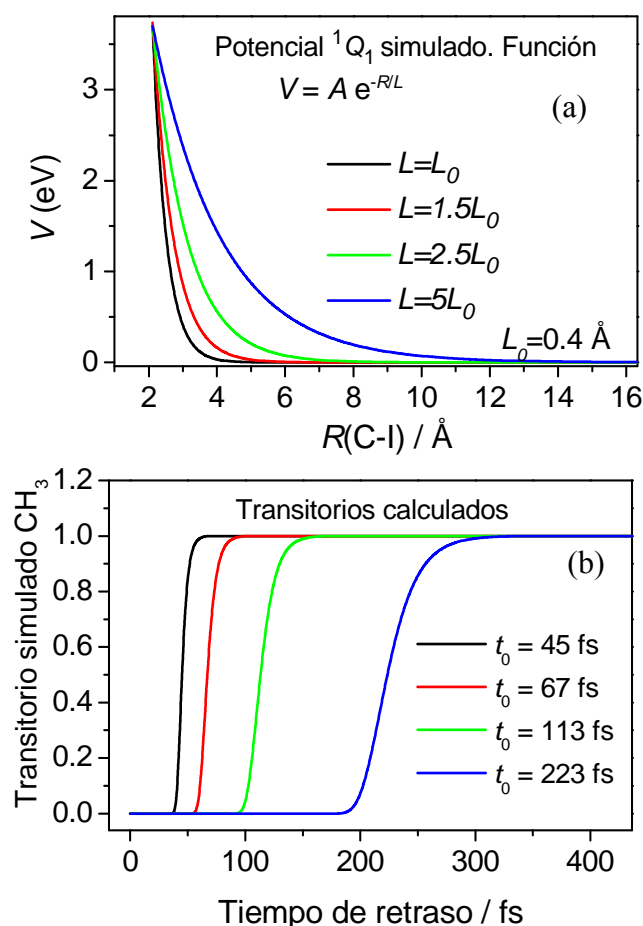 Potencial ¹Q₁ simulado. Función
V = A e^-R/L
(a)
L=L₀
L=1.5L₀
L=2.5L₀
L=5L₀
L₀=0.4 Å
V (eV)
3
2
1
0
2 4 6 8 10 12 14 16
R(C-I) / Å
Transitorios calculados
(b)
t₀ = 45 fs
t₀ = 67 fs
t₀ = 113 fs
t₀ = 223 fs
Transitorio simulado CH₃
1.2
1.0
0.8
0.6
0.4
0.2
0.0
0 100 200 300 400
Tiempo de retraso / fs